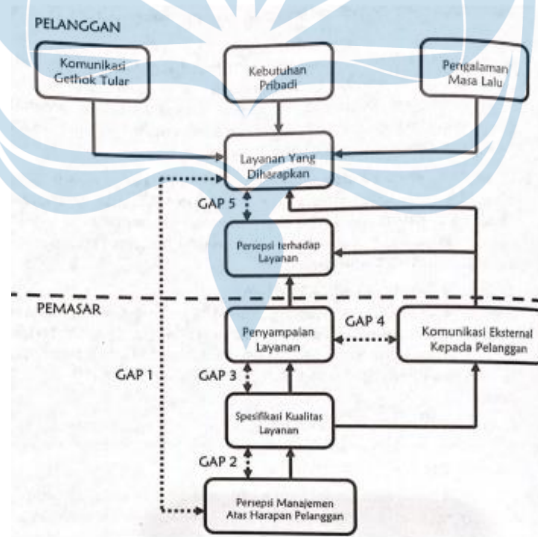 PELANGGAN
Komunikasi
Gethok Tular
Kebutuhan
Pribadi
Pengalaman
Masa Lalu
Layanan Yang
Diharapkan
GAP 5
Persepsi terhadap
Layanan
PEMASAR
Penyampaian
Layanan
GAP 4
Komunikasi Eksternal
Kepada Pelanggan
GAP 1
GAP 3
Spesifikasi Kualitas
Layanan
GAP 2
Persepsi Manajemen
Atas Harapan Pelanggan